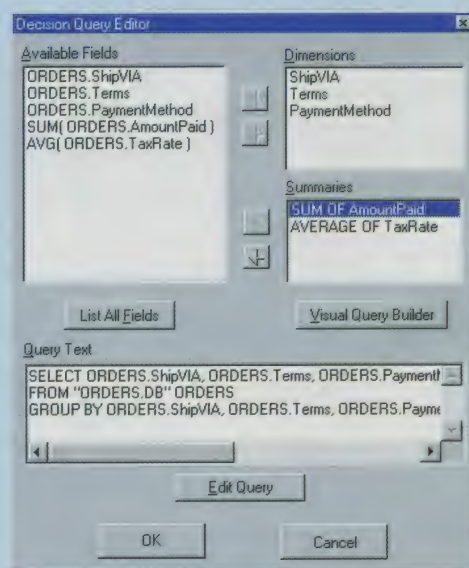 Decision Query Editor
Available Fields
ORDERS.ShipVIA
ORDERS.Terms
ORDERS.PaymentMethod
SUM( ORDERS.AmountPaid )
AVG( ORDERS.TaxRate )
Dimensions
ShipVIA
Terms
PaymentMethod
Summaries
SUM OF AmountPaid
AVERAGE OF TaxRate
List All Fields
Visual Query Builder
Query Text
SELECT ORDERS.ShipVIA, ORDERS.Terms, ORDERS.Payment
FROM "ORDERS.DB" ORDERS
GROUP BY ORDERS.ShipVIA, ORDERS.Terms, ORDERS.Payme
Edit Query
OK
Cancel